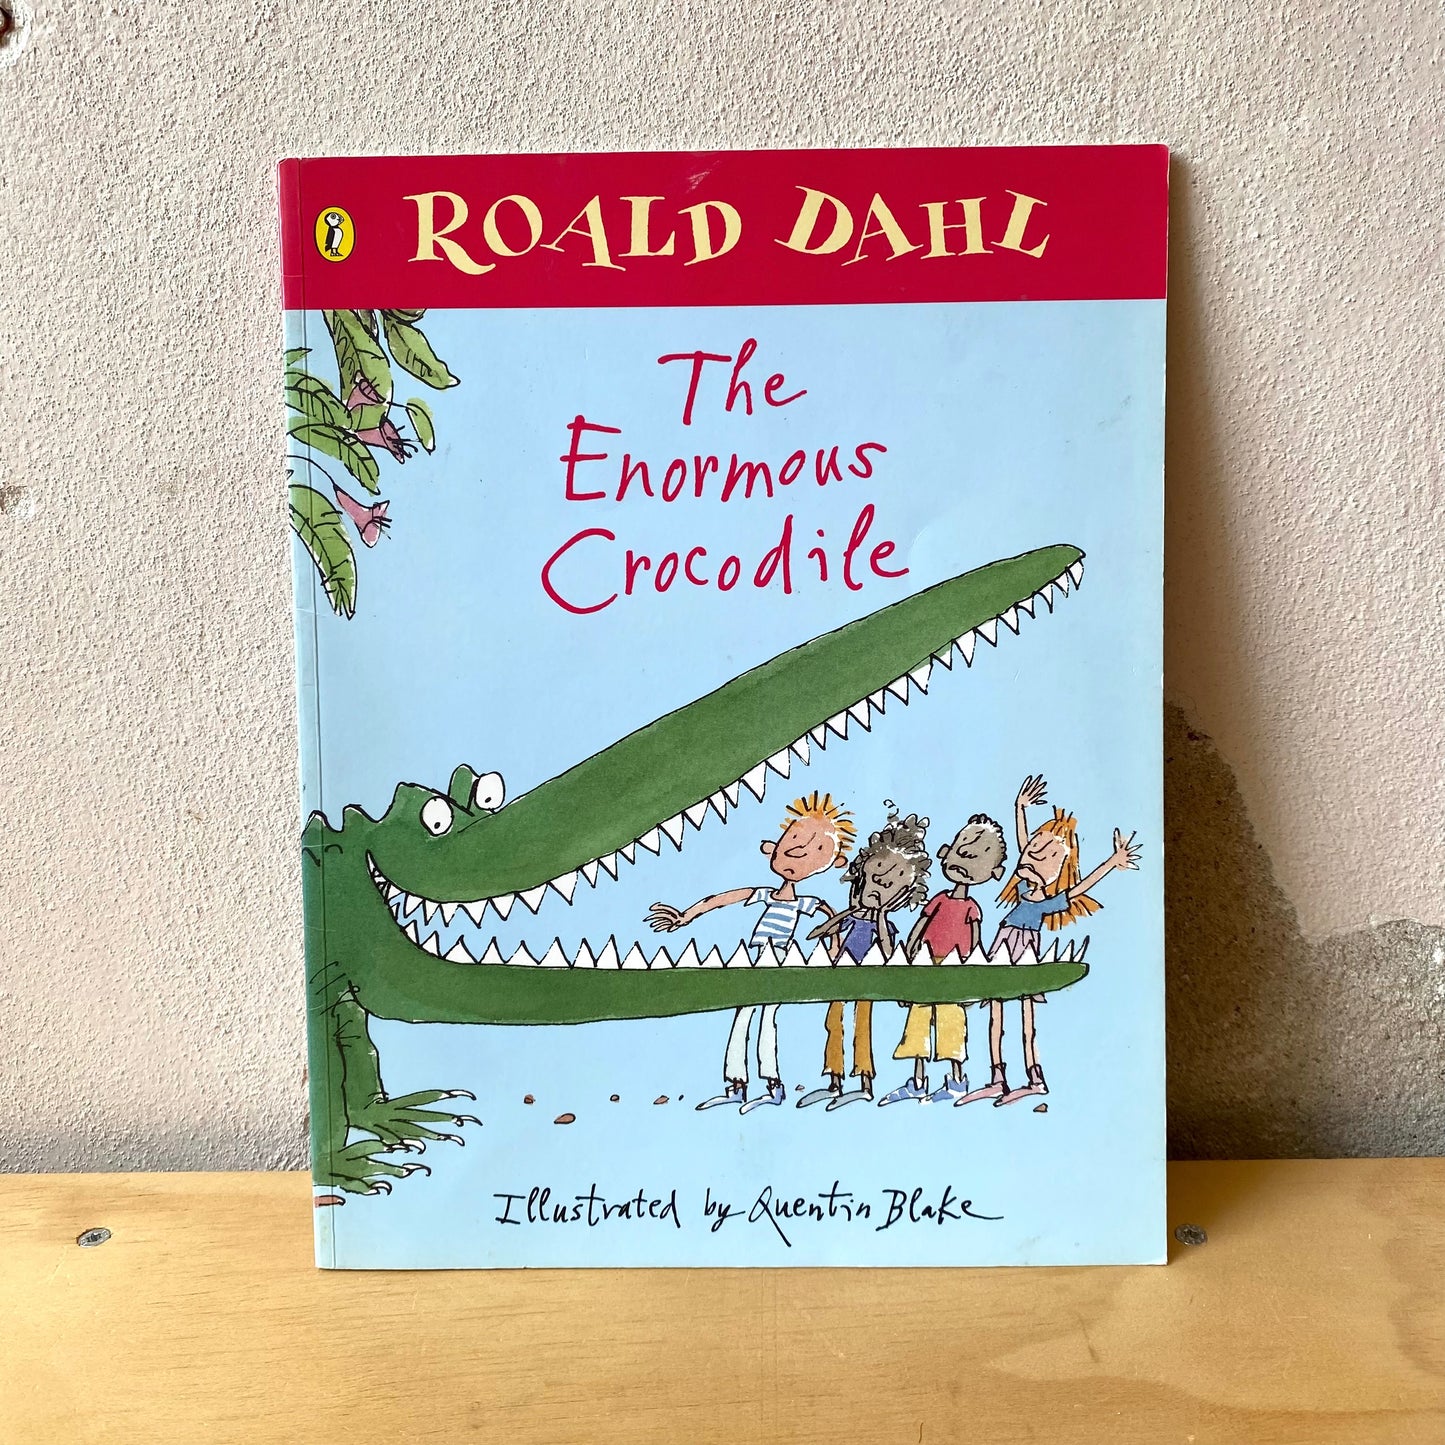 ROALD DAHL
The
Enormous
Crocodile
Illustrated by Quentin Blake